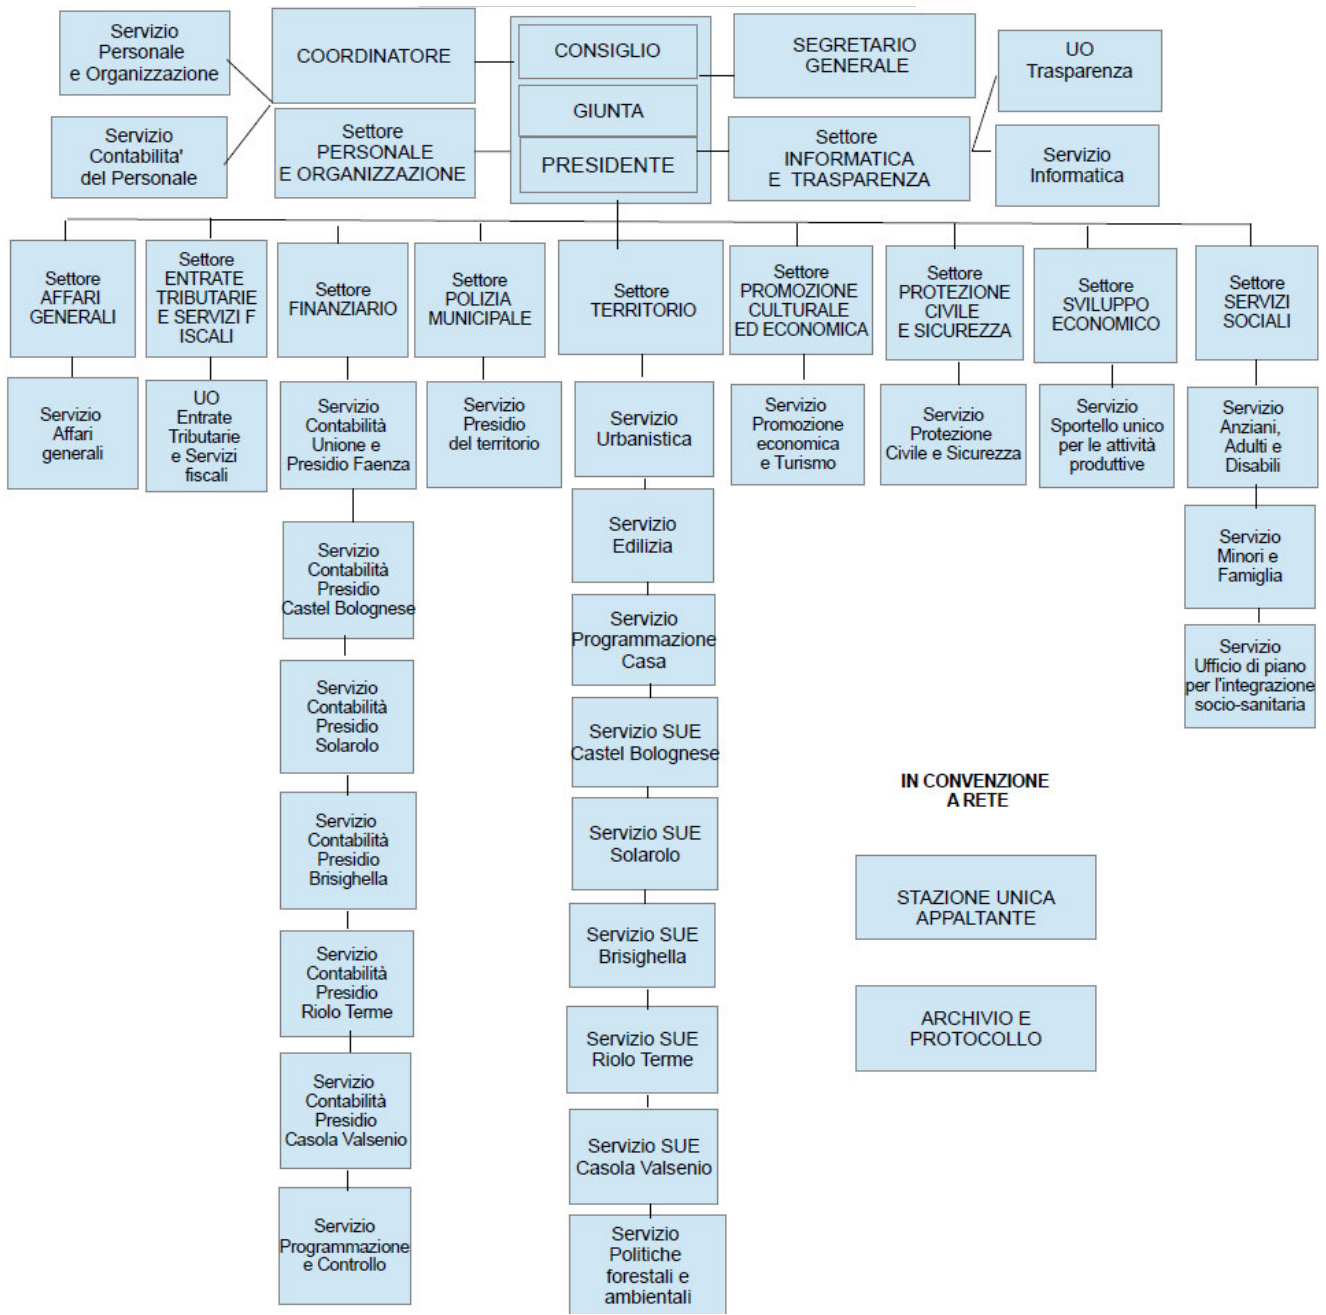 Servizio
Personale
e Organizzazione
COORDINATORE
CONSIGLIO
SEGRETARIO
GENERALE
UO
Trasparenza
Servizio
Contabilita'
del Personale
Settore
PERSONALE
E ORGANIZZAZIONE
GIUNTA
PRESIDENTE
Settore
INFORMATICA
E TRASPARENZA
Servizio
Informatica
Settore
AFFARI
GENERALI
Settore
ENTRATE
TRIBUTARIE
E SERVIZI F
ISCALI
Settore
FINANZIARIO
Settore
POLIZIA
MUNICIPALE
Settore
TERRITORIO
Settore
PROMOZIONE
CULTURALE
ED ECONOMICA
Settore
PROTEZIONE
CIVILE
E SICUREZZA
Settore
SVILUPPO
ECONOMICO
Settore
SERVIZI
SOCIALI
Servizio
Affari
generali
UO
Entrate
Tributarie
e Servizi
fiscali
Servizio
Contabilità
Unione e
Presidio Faenza
Servizio
Presidio
del territorio
Servizio
Urbanistica
Servizio
Promozione
economica
e Turismo
Servizio
Protezione
Civile e Sicurezza
Servizio
Sportello unico
per le attività
produttive
Servizio
Anziani,
Adulti e
Disabili
Servizio
Contabilità
Presidio
Castel Bolognese
Servizio
Edilizia
Servizio
Minori e
Famiglia
Servizio
Programmazione
Casa
Servizio
Ufficio di piano
per l'integrazione
socio-sanitaria
Servizio
Contabilità
Presidio
Solarolo
Servizio SUE
Castel Bolognese
IN CONVENZIONE
A RETE
Servizio
Contabilità
Presidio
Brisighella
Servizio SUE
Solarolo
STAZIONE UNICA
APPALTANTE
Servizio
Contabilità
Presidio
Riolo Terme
Servizio SUE
Brisighella
ARCHIVIO E
PROTOCOLLO
Servizio SUE
Riolo Terme
Servizio
Contabilità
Presidio
Casola Valsenio
Servizio SUE
Casola Valsenio
Servizio
Programmazione
e Controllo
Servizio
Politiche
forestali e
ambientali